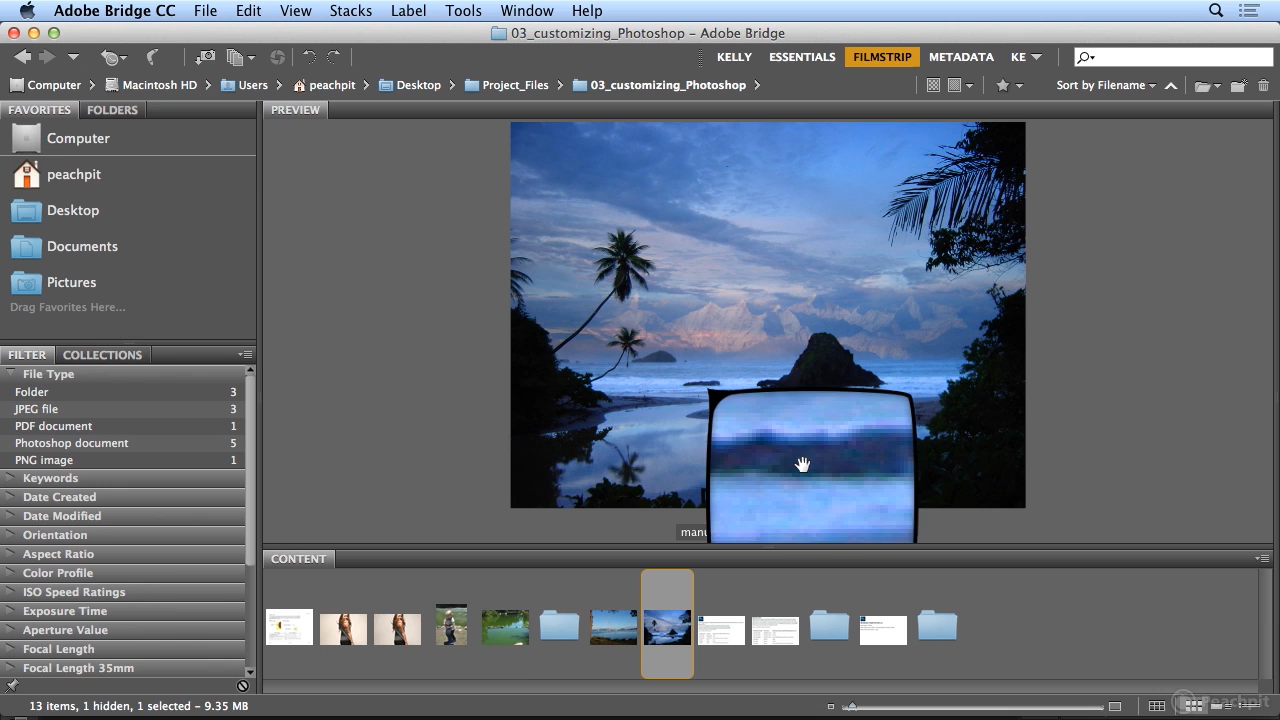 Adobe Bridge CC File Edit View Stacks Label Tools Window Help
03_customizing_Photoshop – Adobe Bridge
KELLY ESSENTIALS FILMSTRIP METADATA KE
Computer Macintosh HD Users peachpit Desktop Project_Files 03_customizing_Photoshop Sort by Filename
FAVORITES FOLDERS
PREVIEW
Computer
peachpit
Desktop
Documents
Pictures
Drag Favorites Here...
FILTER COLLECTIONS
File Type
Folder 3
JPEG file 3
PDF document 1
Photoshop document 5
PNG image 1
Keywords
Date Created
Date Modified
Orientation
Aspect Ratio
Color Profile
ISO Speed Ratings
Exposure Time
Aperture Value
Focal Length
Focal Length 35mm
manu
CONTENT
13 items, 1 hidden, 1 selected – 9.35 MB
Peachpit